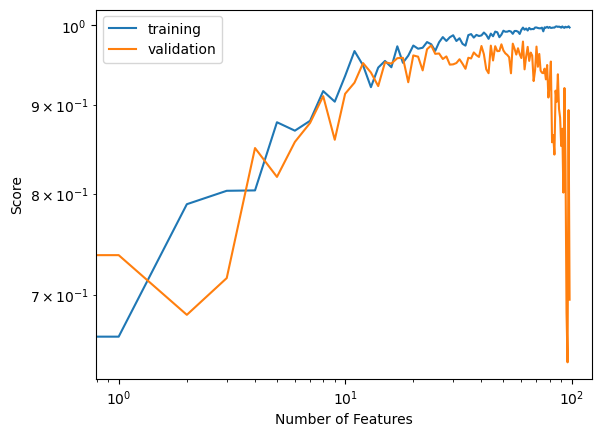 training
validation
10⁰
9 × 10⁻¹
8 × 10⁻¹
7 × 10⁻¹
Score
10⁰ 10¹ 10²
Number of Features